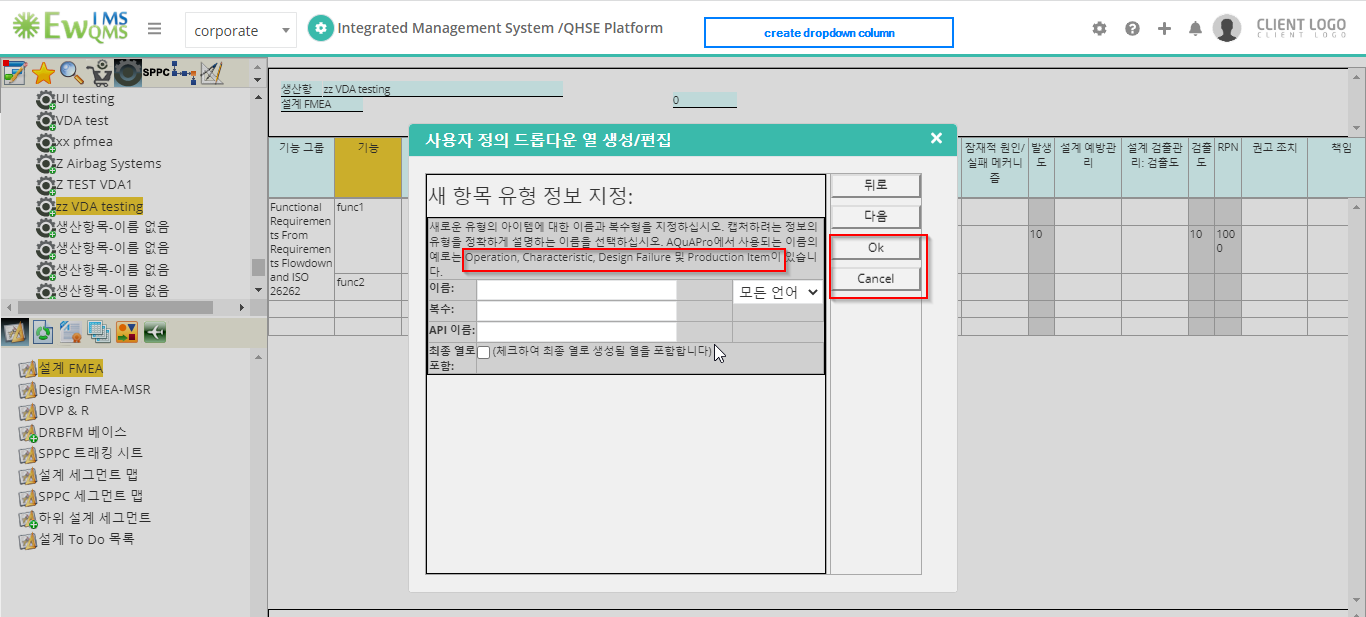 EwQMS
IMS
corporate
Integrated Management System /QHSE Platform
create dropdown column
CLIENT LOGO
CLIENT LOGO
SPPC
UI testing
VDA test
xx pfmea
Z Airbag Systems
Z TEST VDA1
zz VDA testing
생산항목-이름 없음
생산항목-이름 없음
생산항목-이름 없음
생산항목-이름 없음
설계 FMEA
Design FMEA-MSR
DVP & R
DRBFM 베이스
SPPC 트래킹 시트
설계 세그먼트 맵
SPPC 세그먼트 맵
하위 설계 세그먼트
설계 To Do 목록
생산항 zz VDA testing
설계 FMEA
0
기능 그룹
기능
잠재적 원인/
실패 메커니
즘
발생
도
설계 예방관
리
설계 검출관
리: 검출도
검출
도
RPN
권고 조치
책임
Functional
Requiremen
ts From
Requiremen
ts Flowdown
and ISO
26262
func1
func2
10
10
100
0
사용자 정의 드롭다운 열 생성/편집
×
새 항목 유형 정보 지정:
새로운 유형의 아이템에 대한 이름과 복수형을 지정하십시오. 캡처하려는 정보의
유형을 정확하게 설명하는 이름을 선택하십시오. AQuAPro에서 사용되는 이름의
예로는 Operation, Characteristic, Design Failure 및 Production Item이 있습니
다.
이름:
모든 언어
복수:
API 이름:
최종 열로
포함:
(체크하여 최종 열로 생성될 열을 포함합니다)
뒤로
다음
Ok
Cancel